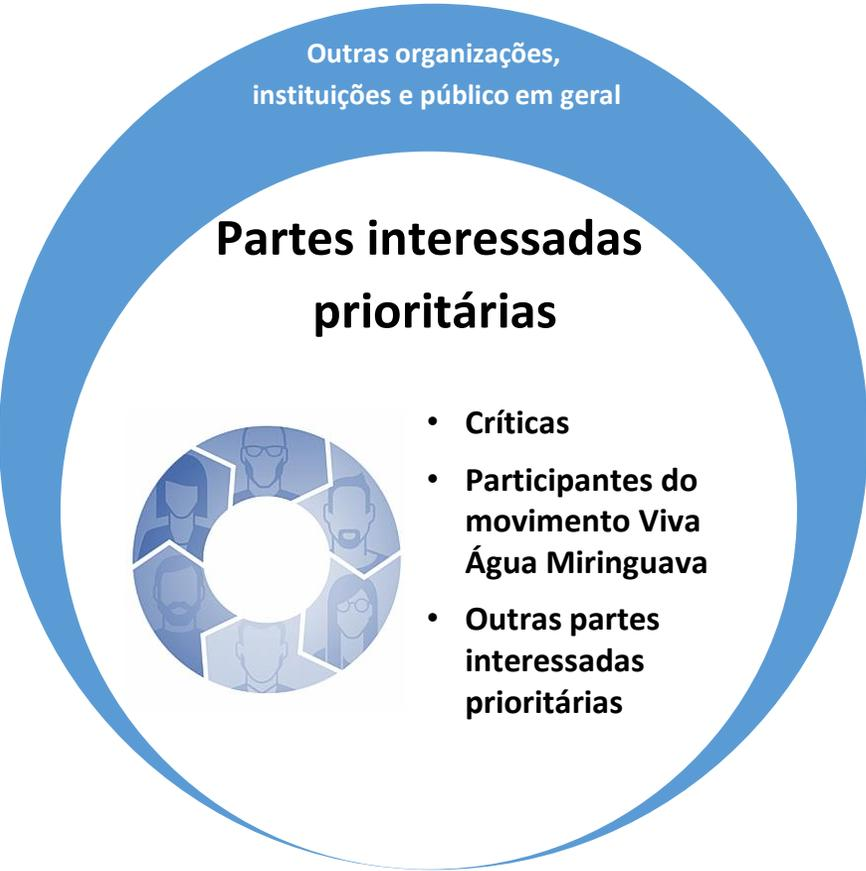 Outras organizações,
instituições e público em geral
Partes interessadas
prioritárias
• Críticas
• Participantes do
movimento Viva
Água Miringuava
• Outras partes
interessadas
prioritárias